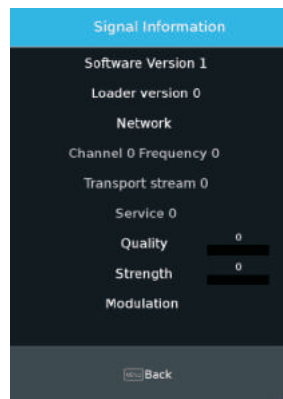 Signal Information
Software Version 1
Loader version 0
Network
Channel 0 Frequency 0
Transport stream 0
Service 0
Quality 0
Strength 0
Modulation
MENU Back